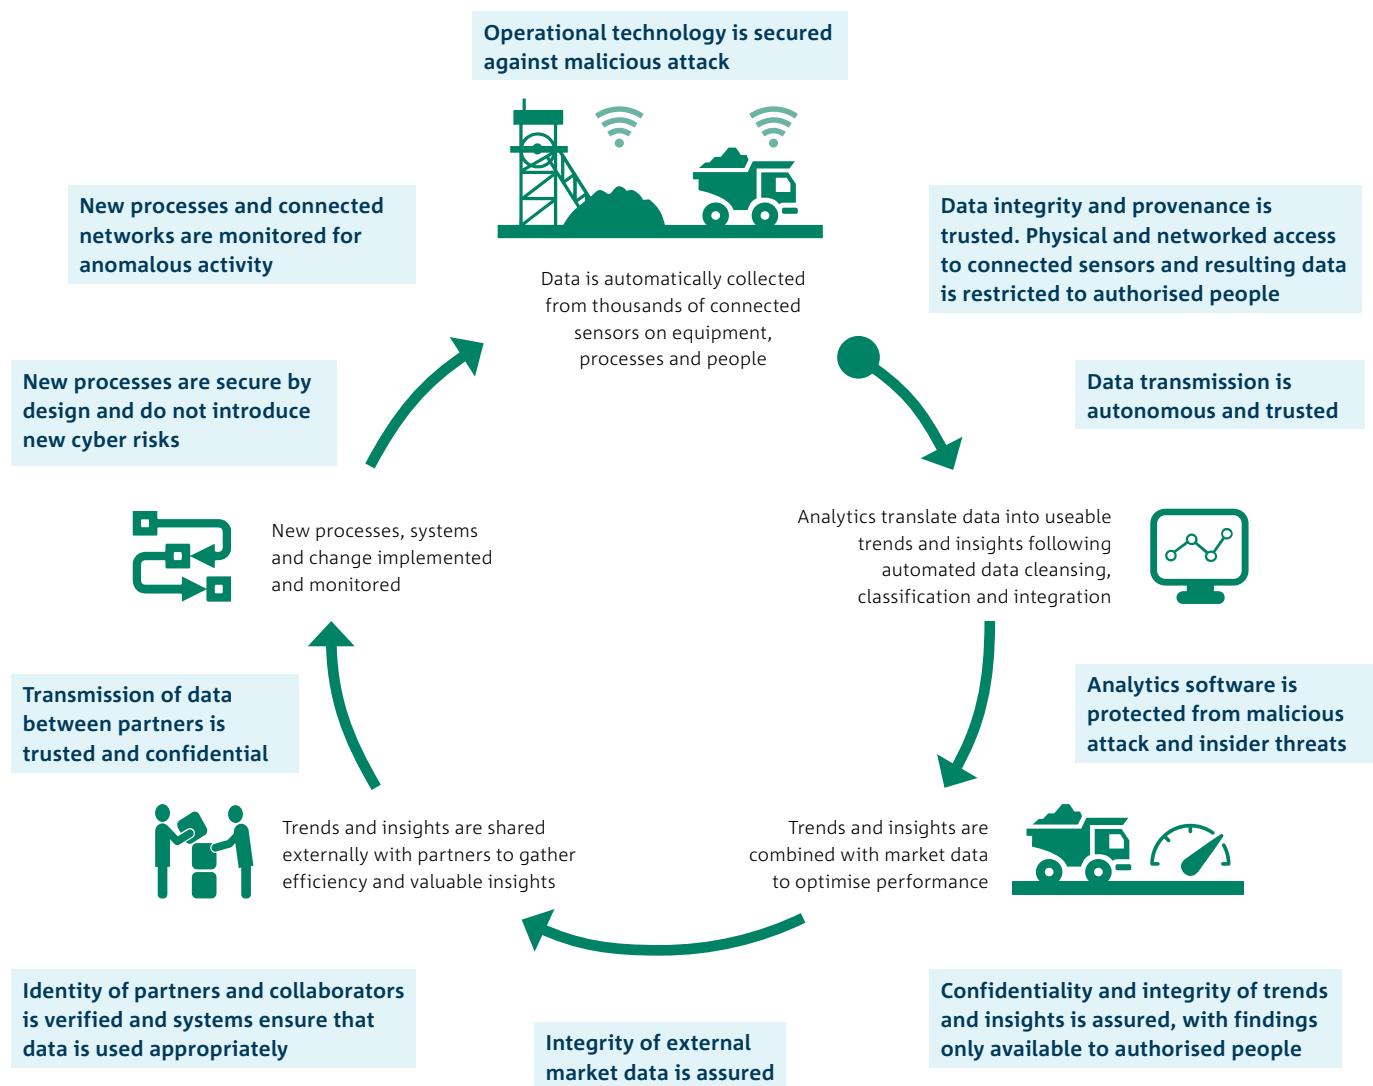 Operational technology is secured
against malicious attack
New processes and connected
networks are monitored for
anomalous activity
Data integrity and provenance is
trusted. Physical and networked access
to connected sensors and resulting data
is restricted to authorised people
Data is automatically collected
from thousands of connected
sensors on equipment,
processes and people
New processes are secure by
design and do not introduce
new cyber risks
Data transmission is
autonomous and trusted
New processes, systems
and change implemented
and monitored
Analytics translate data into useable
trends and insights following
automated data cleansing,
classification and integration
Transmission of data
between partners is
trusted and confidential
Analytics software is
protected from malicious
attack and insider threats
Trends and insights are shared
externally with partners to gather
efficiency and valuable insights
Trends and insights are
combined with market data
to optimise performance
Identity of partners and collaborators
is verified and systems ensure that
data is used appropriately
Integrity of external
market data is assured
Confidentiality and integrity of trends
and insights is assured, with findings
only available to authorised people